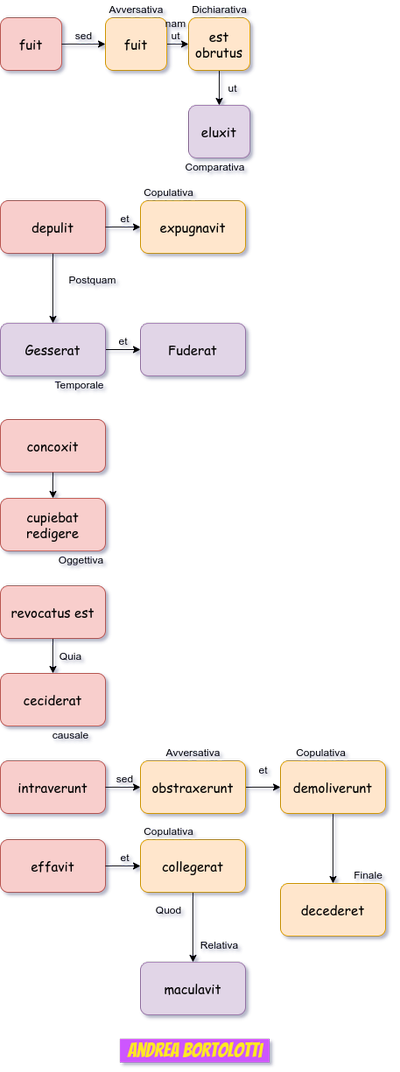 Avversativa
Dichiarativa
fuit
sed
fuit
nam
ut
est
obrutus
ut
eluxit
Comparativa
Copulativa
depulit
et
expugnavit
Postquam
Gesserat
et
Fuderat
Temporale
concoxit
cupiebat
redigere
Oggettiva
revocatus est
Quia
ceciderat
causale
Avversativa
Copulativa
intraverunt
sed
obstraxerunt
et
demoliverunt
Copulativa
effavit
et
collegerat
Finale
decederet
Quod
Relativa
maculavit
ANDREA BORTOLOTTI